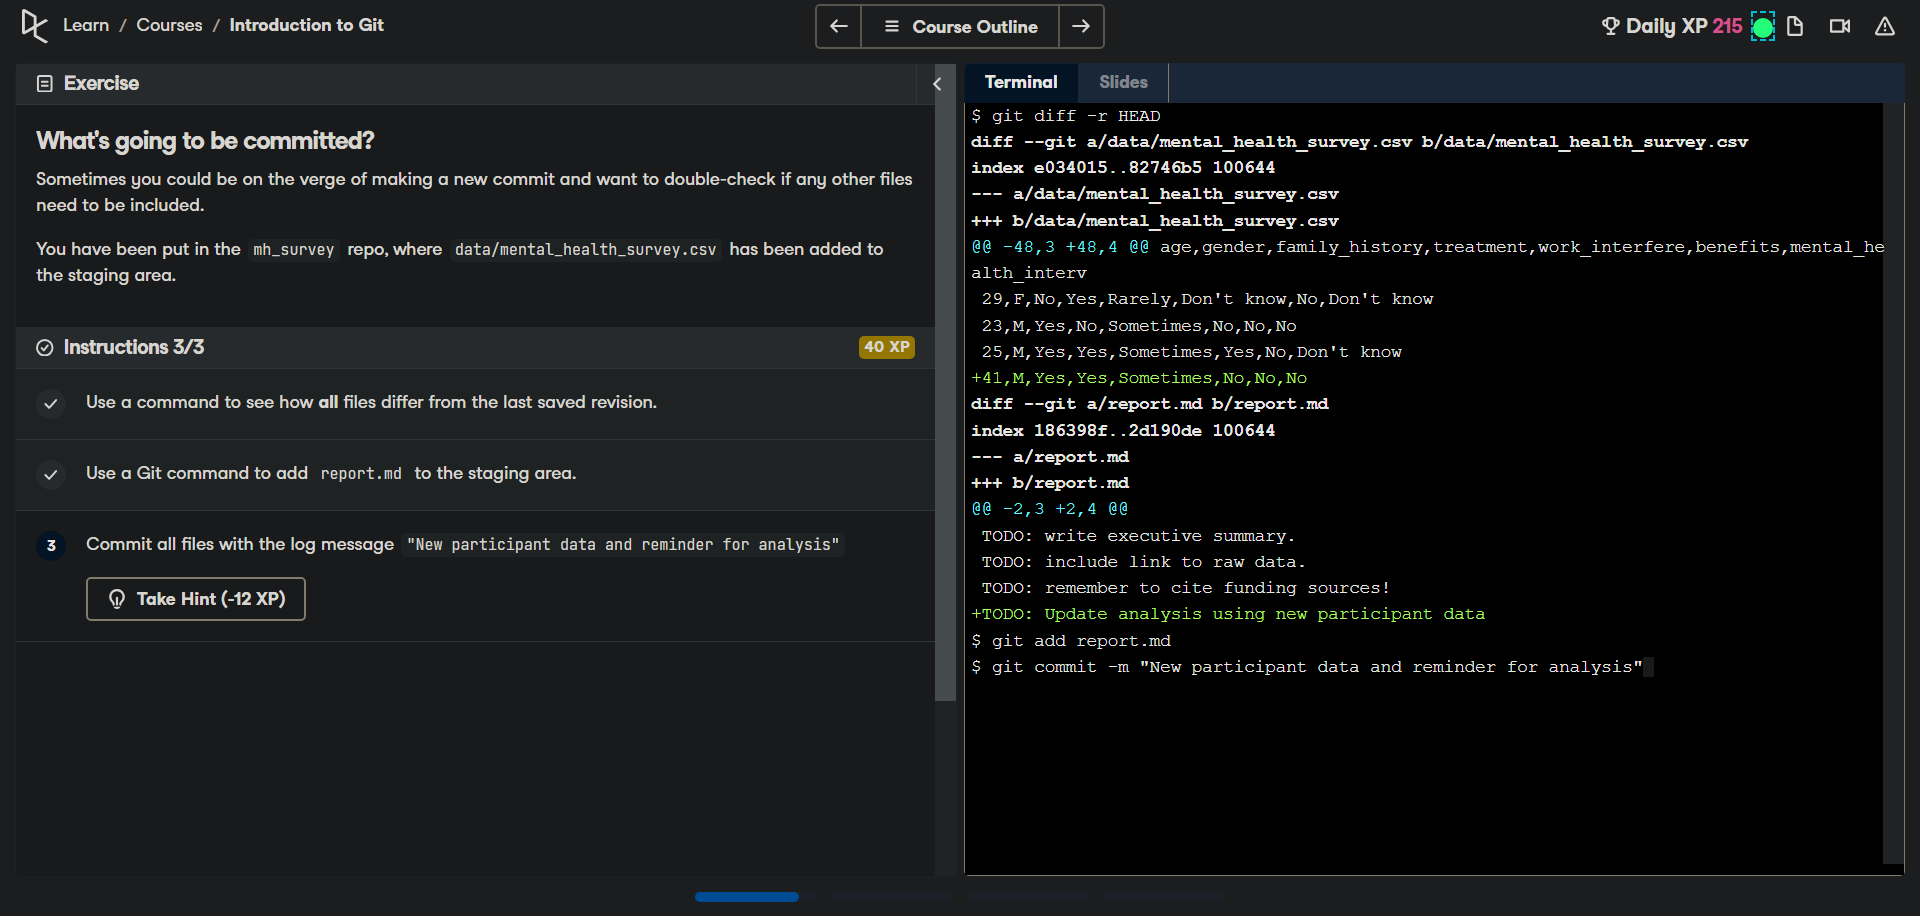 Learn / Courses / Introduction to Git
Course Outline
Daily XP 215
Exercise
What's going to be committed?
Sometimes you could be on the verge of making a new commit and want to double-check if any other files
need to be included.
You have been put in the mh_survey repo, where data/mental_health_survey.csv has been added to
the staging area.
Instructions 3/3
40 XP
Use a command to see how all files differ from the last saved revision.
Use a Git command to add report.md to the staging area.
3 Commit all files with the log message "New participant data and reminder for analysis"
Take Hint (-12 XP)
Terminal Slides
$ git diff -r HEAD
diff --git a/data/mental_health_survey.csv b/data/mental_health_survey.csv
index e034015..82746b5 100644
--- a/data/mental_health_survey.csv
+++ b/data/mental_health_survey.csv
@@ -48,3 +48,4 @@ age,gender,family_history,treatment,work_interfere,benefits,mental_he
alth_interv
29,F,No,Yes,Rarely,Don't know,No,Don't know
23,M,Yes,No,Sometimes,No,No,No
25,M,Yes,Yes,Sometimes,Yes,No,Don't know
+41,M,Yes,Yes,Sometimes,No,No,No
diff --git a/report.md b/report.md
index 186398f..2d190de 100644
--- a/report.md
+++ b/report.md
@@ -2,3 +2,4 @@
TODO: write executive summary.
TODO: include link to raw data.
TODO: remember to cite funding sources!
+TODO: Update analysis using new participant data
$ git add report.md
$ git commit -m "New participant data and reminder for analysis"